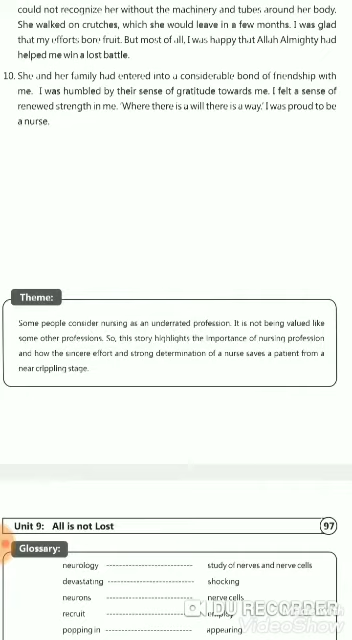 could not recognize her without the machinery and tubes around her body.
She walked on crutches, which she would leave in a few months. I was glad
that my efforts bore fruit. But most of all, I was happy that Allah Almighty had
helped me win a lost battle.
10. She and her family had entered into a considerable bond of friendship with
me. I was humbled by their sense of gratitude towards me. I felt a sense of
renewed strength in me. 'Where there is a will there is a way.' I was proud to be
a nurse.
Theme:
Some people consider nursing as an underrated profession. It is not being valued like
some other professions. So, this story highlights the importance of nursing profession
and how the sincere effort and strong determination of a nurse saves a patient from a
near crippling stage.
Unit 9: All is not Lost 97
Glossary:
neurology ---------------------------- study of nerves and nerve cells
devastating ---------------------------- shocking
neurons ---------------------------- nerve cells
recruit ---------------------------- employ
popping in ---------------------------- appearing
DU RECORDER
VideoShow